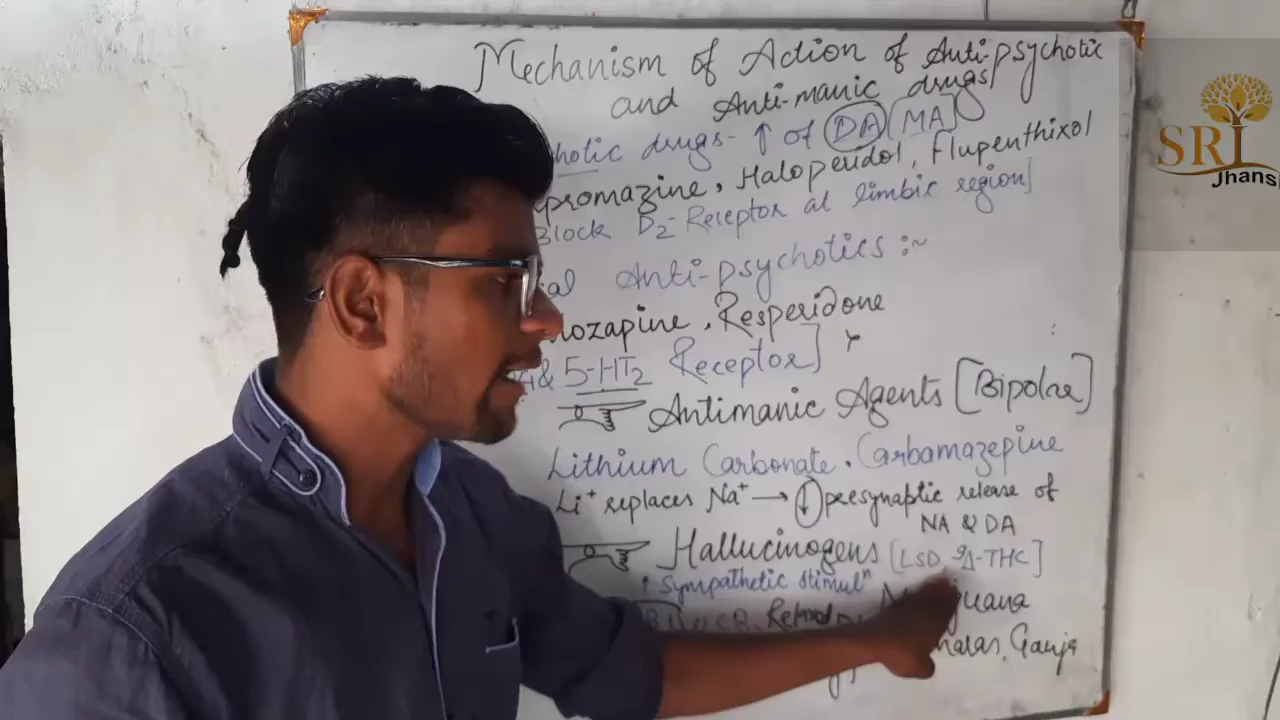 Mechanism of Action of Anti-psychotic
and Anti-manic drugs
hotic drugs- ↑ of DA [MA]
promazine, Haloperidol, Flupenthixol
Block D2-Receptor at limbic region]
al Anti-psychotics :~
ozapine, Resperidone
& 5-HT2 Receptor]
Antimanic Agents [Bipolar]
Lithium Carbonate, Carbamazepine
Li+ replaces Na+ → ↓ presynaptic release of
NA & DA
Hallucinogens [LSD, 9Δ-THC]
↑ Sympathetic stimuln
juana
Ganja
SRI
Jhansi